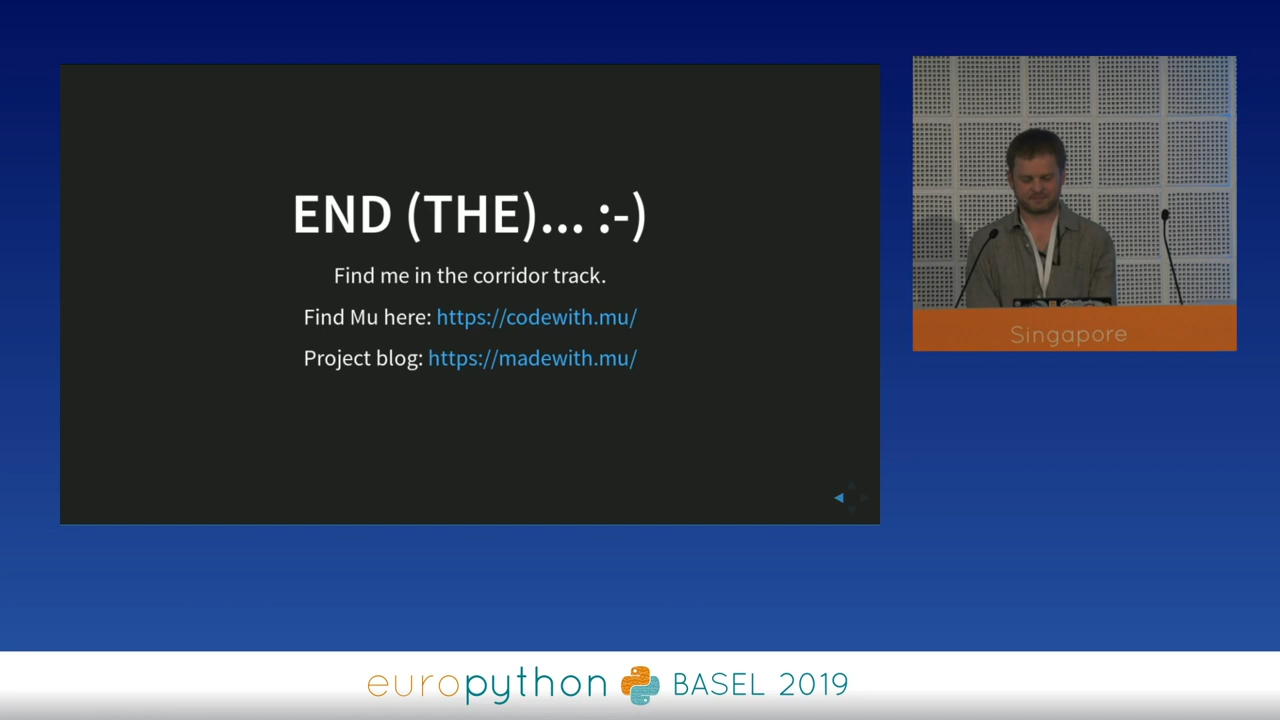 END (THE)... :-)
Find me in the corridor track.
Find Mu here: https://codewith.mu/
Project blog: https://madewith.mu/
Singapore
europython BASEL 2019